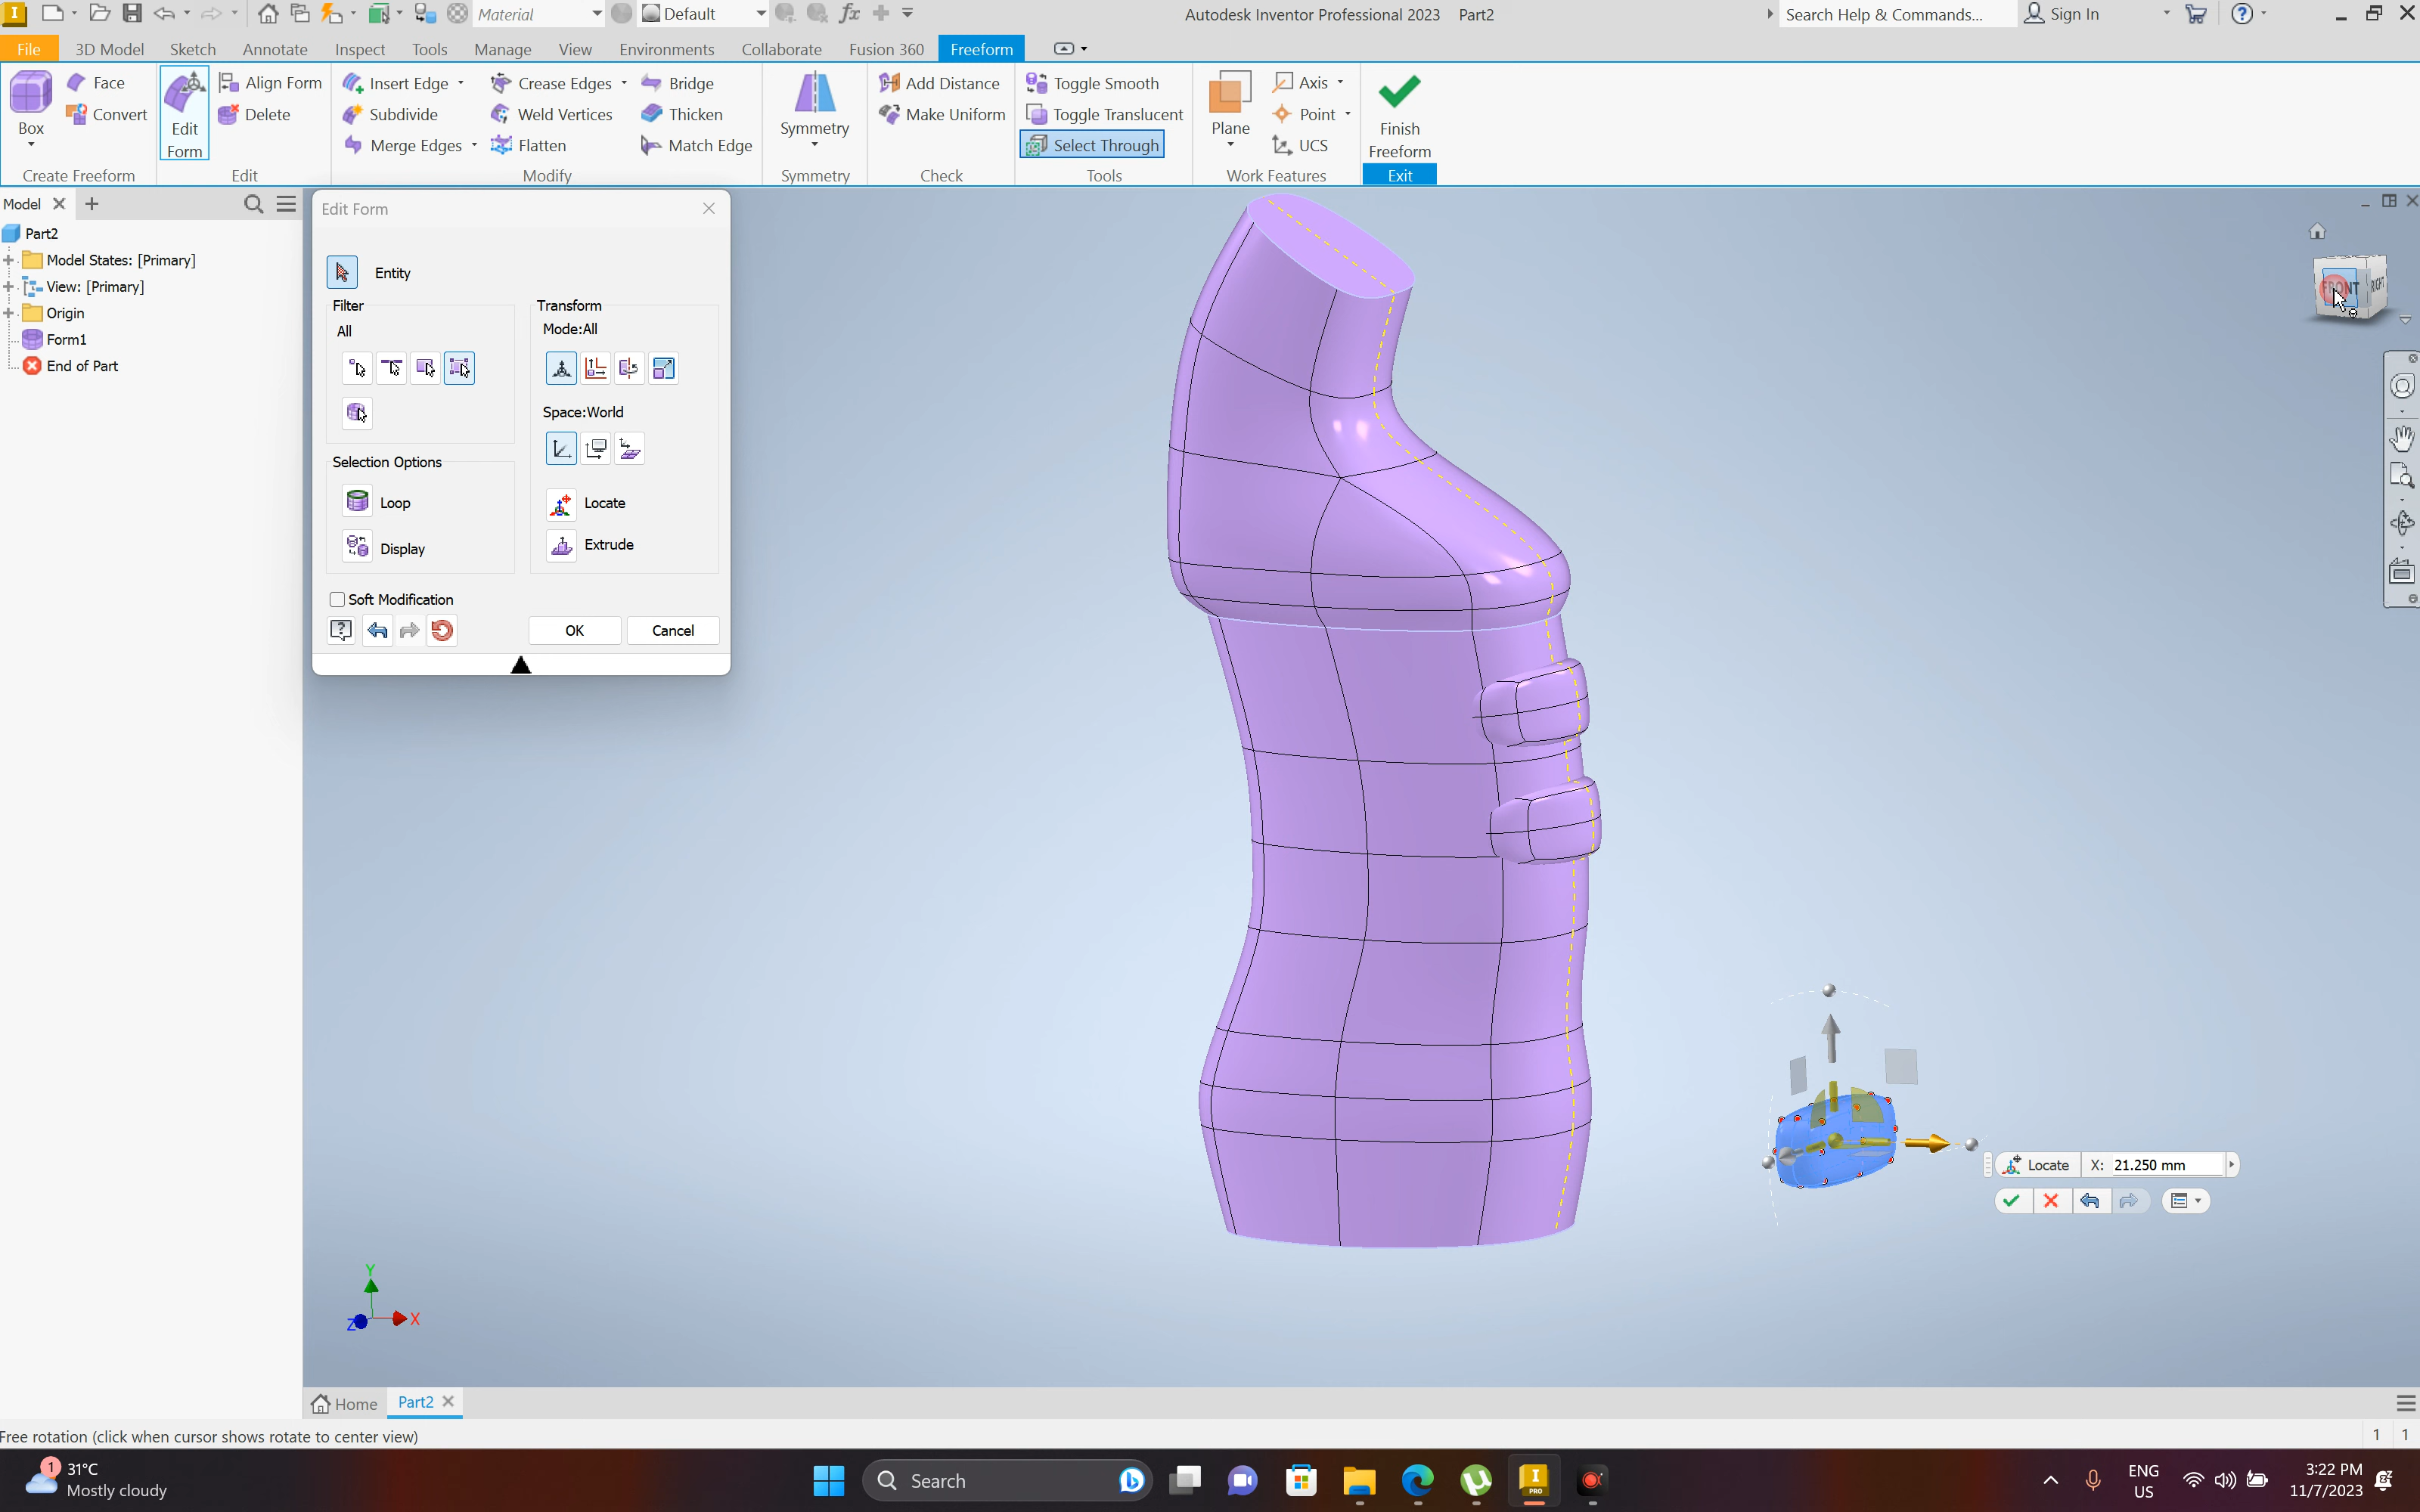 Material
Default
Autodesk Inventor Professional 2023 Part2
Search Help & Commands...
Sign In
File 3D Model Sketch Annotate Inspect Tools Manage View Environments Collaborate Fusion 360 Freeform
Box
Face
Convert
Create Freeform
Edit Form
Align Form
Delete
Edit
Insert Edge
Subdivide
Merge Edges
Crease Edges
Weld Vertices
Flatten
Bridge
Thicken
Match Edge
Modify
Symmetry
Symmetry
Add Distance
Make Uniform
Check
Toggle Smooth
Toggle Translucent
Select Through
Tools
Plane
Axis
Point
UCS
Work Features
Finish
Freeform
Exit
Model
Part2
Model States: [Primary]
View: [Primary]
Origin
Form1
End of Part
Edit Form
Entity
Filter
All
Transform
Mode:All
Space:World
Selection Options
Loop
Display
Locate
Extrude
Soft Modification
OK
Cancel
FRONT
RIGHT
Locate X: 21.250 mm
Y
X
Z
Home Part2
Free rotation (click when cursor shows rotate to center view)
1 1
1
31°C
Mostly cloudy
Search
I
PRO
ENG
US
3:22 PM
11/7/2023